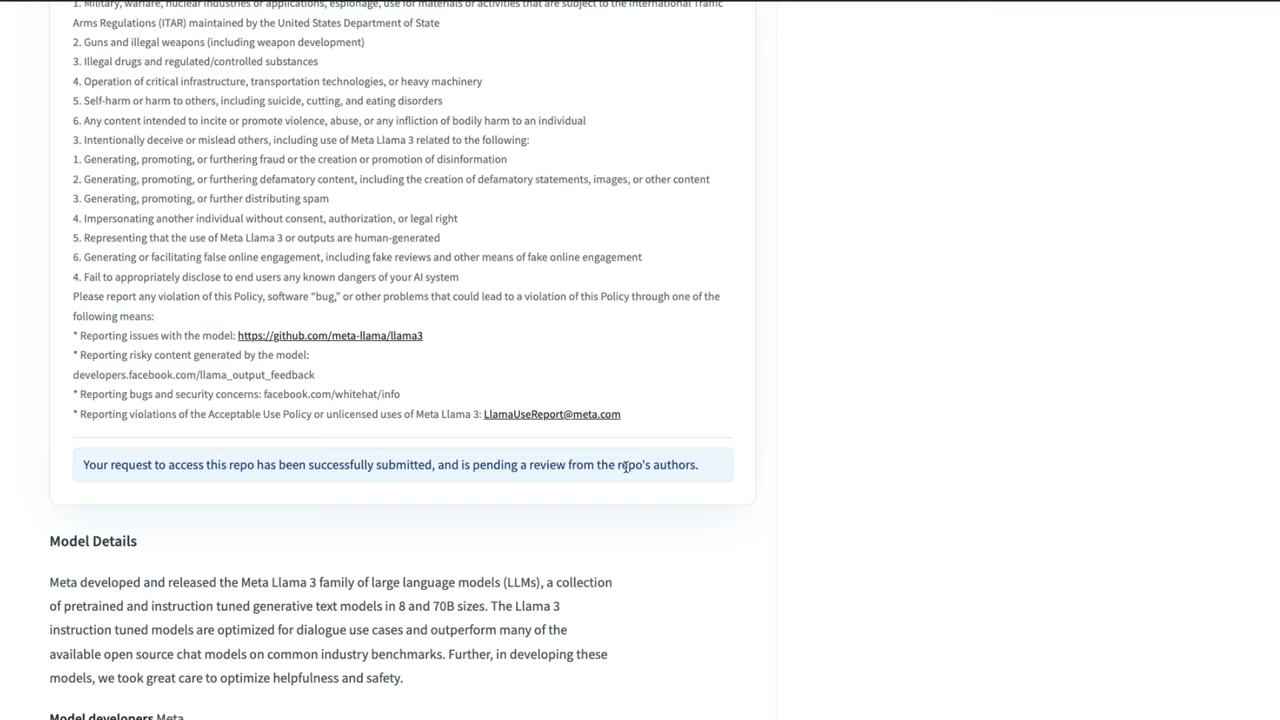 1. Military, warfare, nuclear industries or applications, espionage, use for materials or activities that are subject to the International Traffic
Arms Regulations (ITAR) maintained by the United States Department of State
2. Guns and illegal weapons (including weapon development)
3. Illegal drugs and regulated/controlled substances
4. Operation of critical infrastructure, transportation technologies, or heavy machinery
5. Self-harm or harm to others, including suicide, cutting, and eating disorders
6. Any content intended to incite or promote violence, abuse, or any infliction of bodily harm to an individual
3. Intentionally deceive or mislead others, including use of Meta Llama 3 related to the following:
1. Generating, promoting, or furthering fraud or the creation or promotion of disinformation
2. Generating, promoting, or furthering defamatory content, including the creation of defamatory statements, images, or other content
3. Generating, promoting, or further distributing spam
4. Impersonating another individual without consent, authorization, or legal right
5. Representing that the use of Meta Llama 3 or outputs are human-generated
6. Generating or facilitating false online engagement, including fake reviews and other means of fake online engagement
4. Fail to appropriately disclose to end users any known dangers of your AI system
Please report any violation of this Policy, software “bug,” or other problems that could lead to a violation of this Policy through one of the
following means:
* Reporting issues with the model: https://github.com/meta-llama/llama3
* Reporting risky content generated by the model:
developers.facebook.com/llama_output_feedback
* Reporting bugs and security concerns: facebook.com/whitehat/info
* Reporting violations of the Acceptable Use Policy or unlicensed uses of Meta Llama 3: LlamaUseReport@meta.com
Your request to access this repo has been successfully submitted, and is pending a review from the repo's authors.
Model Details
Meta developed and released the Meta Llama 3 family of large language models (LLMs), a collection
of pretrained and instruction tuned generative text models in 8 and 70B sizes. The Llama 3
instruction tuned models are optimized for dialogue use cases and outperform many of the
available open source chat models on common industry benchmarks. Further, in developing these
models, we took great care to optimize helpfulness and safety.
Model developers Meta